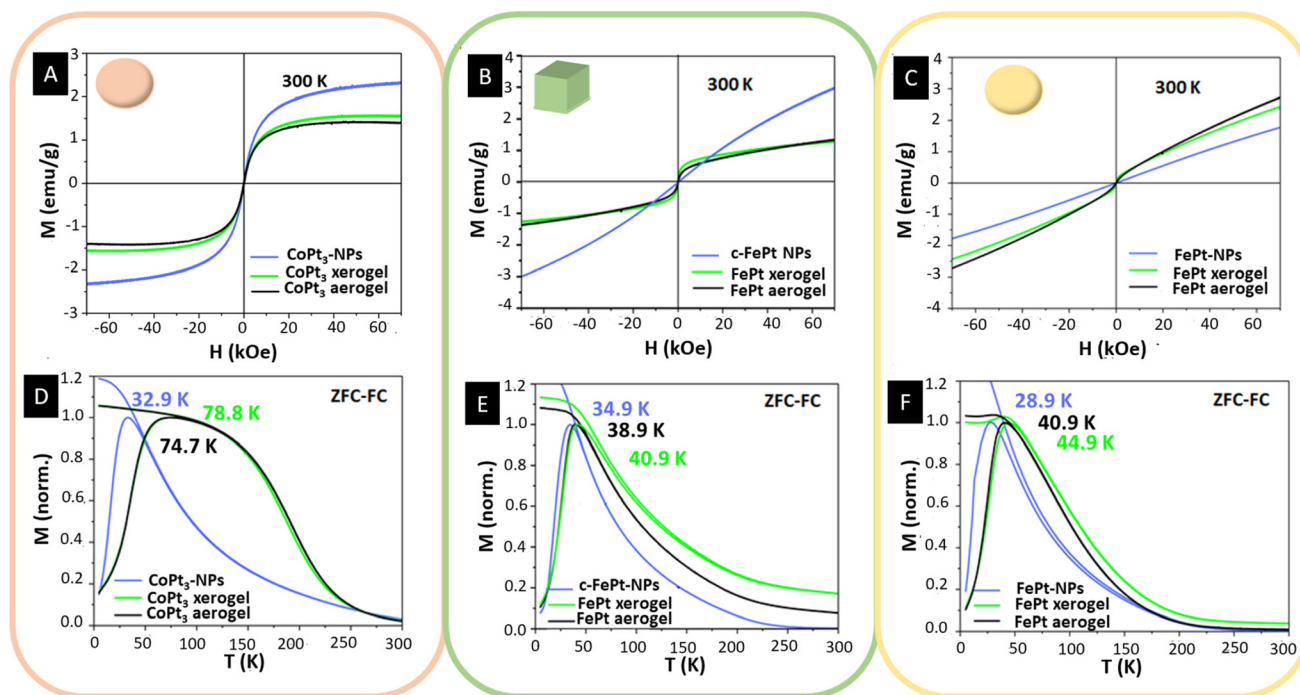 A
300 K
3
2
1
0
-1
-2
-3
M (emu/g)
CoPt₃-NPs
CoPt₃ xerogel
CoPt₃ aerogel
-60 -40 -20 0 20 40 60
H (kOe)
B
300 K
4
3
2
1
0
-1
-2
-3
-4
M (emu/g)
c-FePt NPs
FePt xerogel
FePt aerogel
-60 -40 -20 0 20 40 60
H (kOe)
C
300 K
4
3
2
1
0
-1
-2
-3
-4
M (emu/g)
FePt-NPs
FePt xerogel
FePt aerogel
-60 -40 -20 0 20 40 60
H (kOe)
D
ZFC-FC
32.9 K
78.8 K
74.7 K
1.2
1.0
0.8
0.6
0.4
0.2
0.0
M (norm.)
CoPt₃-NPs
CoPt₃ xerogel
CoPt₃ aerogel
0 50 100 150 200 250 300
T (K)
E
ZFC-FC
34.9 K
38.9 K
40.9 K
1.2
1.0
0.8
0.6
0.4
0.2
0.0
M (norm.)
c-FePt-NPs
FePt xerogel
FePt aerogel
0 50 100 150 200 250 300
T (K)
F
ZFC-FC
28.9 K
40.9 K
44.9 K
1.2
1.0
0.8
0.6
0.4
0.2
0.0
M (norm.)
FePt-NPs
FePt xerogel
FePt aerogel
0 50 100 150 200 250 300
T (K)